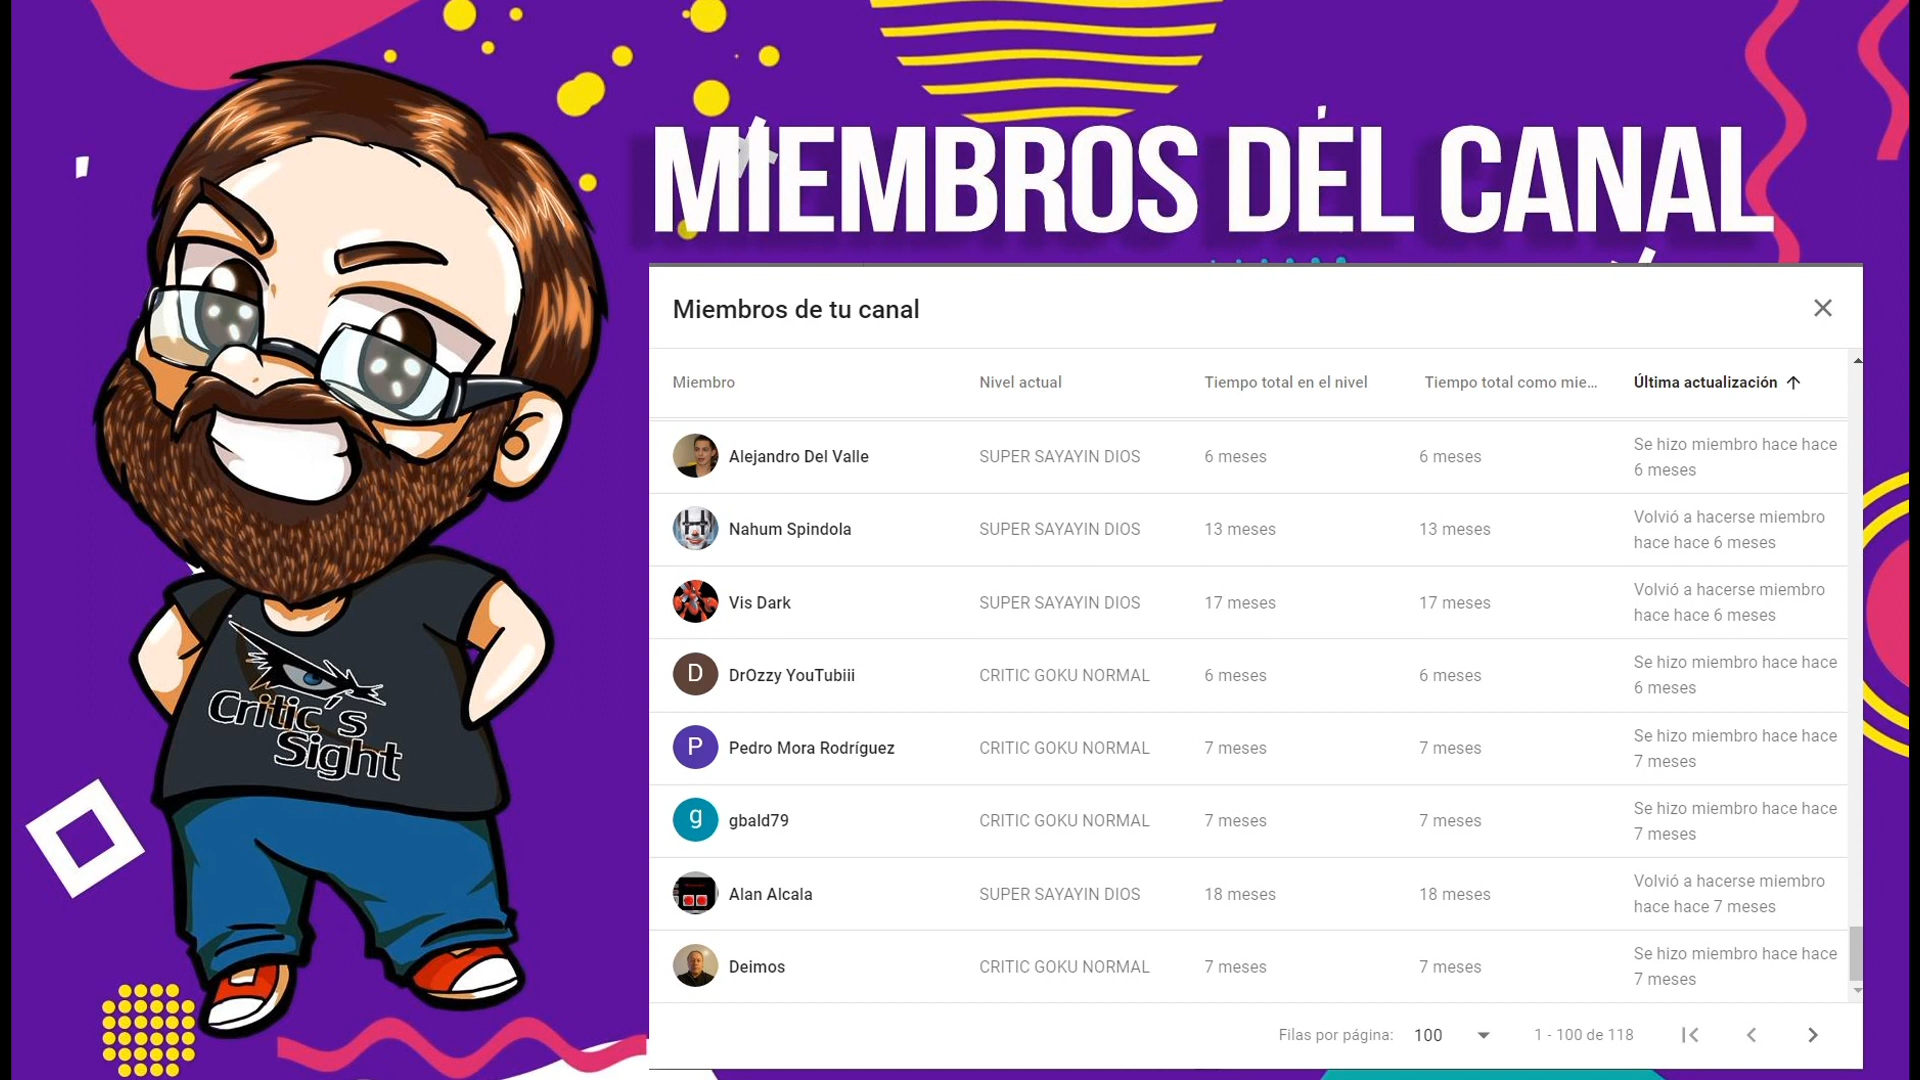 MIEMBROS DEL CANAL
Miembros de tu canal
Miembro Nivel actual Tiempo total en el nivel Tiempo total como mie... Última actualización
Alejandro Del Valle SUPER SAYAYIN DIOS 6 meses 6 meses Se hizo miembro hace hace
6 meses
Nahum Spindola SUPER SAYAYIN DIOS 13 meses 13 meses Volvió a hacerse miembro
hace hace 6 meses
Vis Dark SUPER SAYAYIN DIOS 17 meses 17 meses Volvió a hacerse miembro
hace hace 6 meses
D DrOzzy YouTubiii CRITIC GOKU NORMAL 6 meses 6 meses Se hizo miembro hace hace
6 meses
P Pedro Mora Rodríguez CRITIC GOKU NORMAL 7 meses 7 meses Se hizo miembro hace hace
7 meses
g gbald79 CRITIC GOKU NORMAL 7 meses 7 meses Se hizo miembro hace hace
7 meses
Alan Alcala SUPER SAYAYIN DIOS 18 meses 18 meses Volvió a hacerse miembro
hace hace 7 meses
Deimos CRITIC GOKU NORMAL 7 meses 7 meses Se hizo miembro hace hace
7 meses
Filas por página: 100 1 - 100 de 118
Critic's
Sight